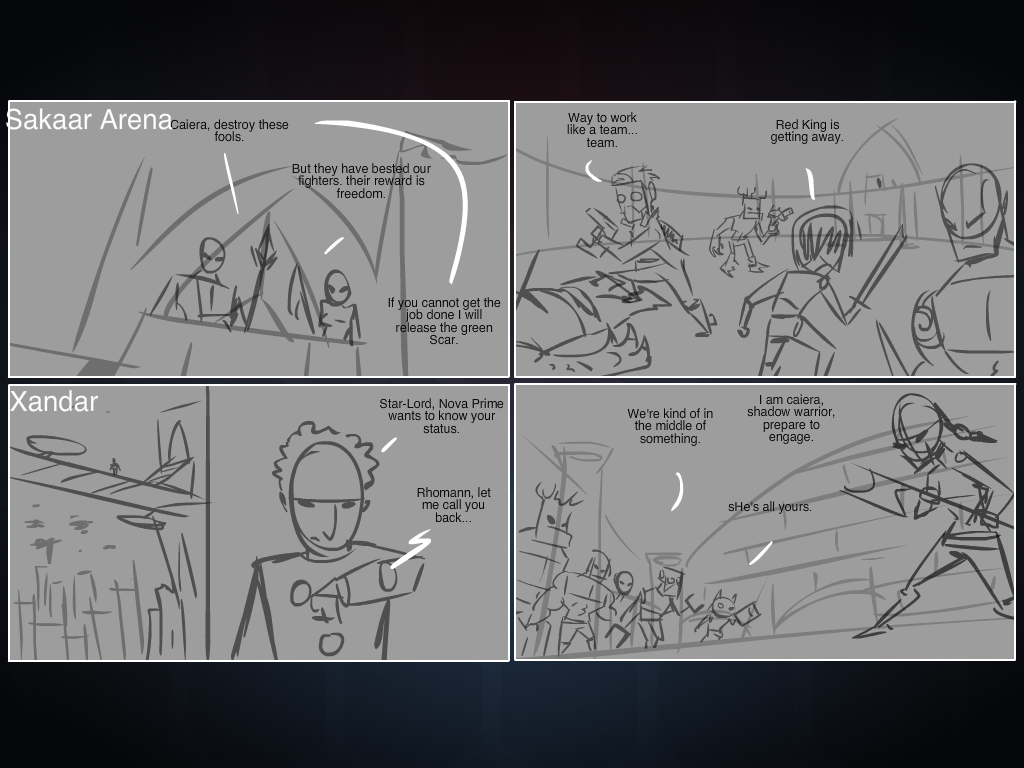 Sakaar Arena
Caiera, destroy these
fools.
But they have bested our
fighters. their reward is
freedom.
If you cannot get the
job done I will
release the green
Scar.
Way to work
like a team...
team.
Red King is
getting away.
Xandar
Star-Lord, Nova Prime
wants to know your
status.
Rhomann, let
me call you
back...
We're kind of in
the middle of
something.
I am caiera,
shadow warrior,
prepare to
engage.
sHe's all yours.